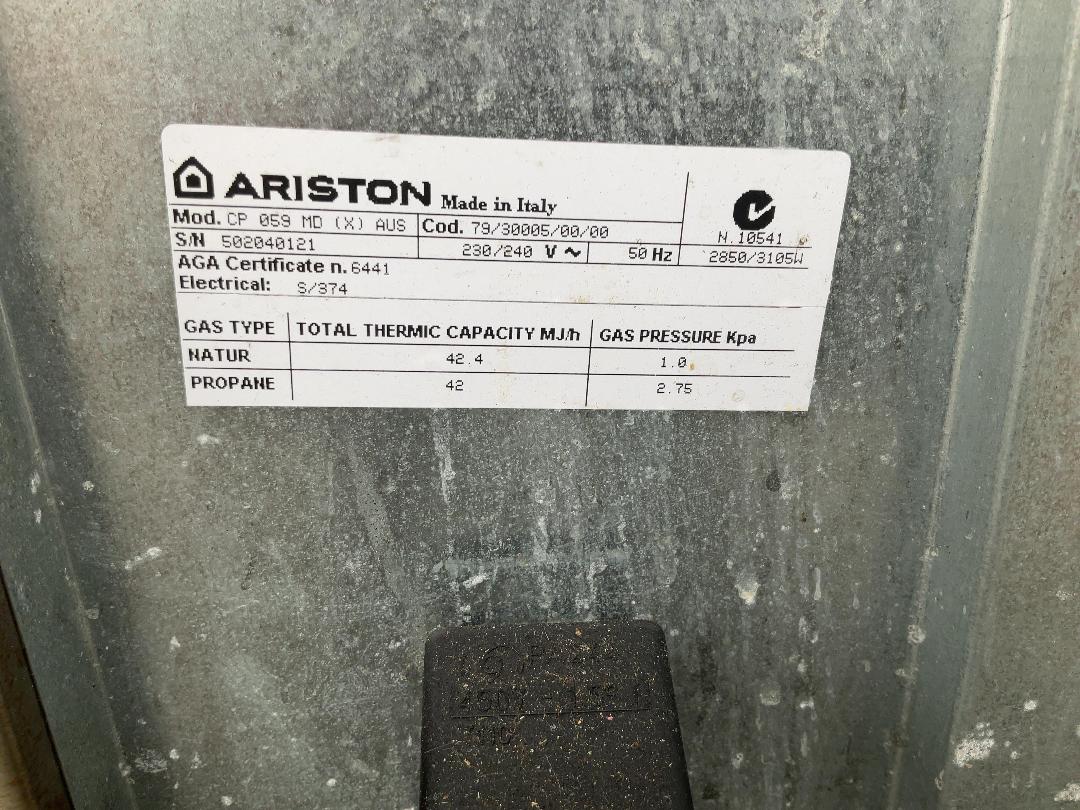 ARISTON Made in Italy
Mod. CP 059 MD (X) AUS Cod. 79/30005/00/00 N.10541
S/N 502040121 230/240 V ~ 50 Hz 2850/3105W
AGA Certificate n. 6441
Electrical: S/374
GAS TYPE TOTAL THERMIC CAPACITY MJ/h GAS PRESSURE Kpa
NATUR 42.4 1.0
PROPANE 42 2.75